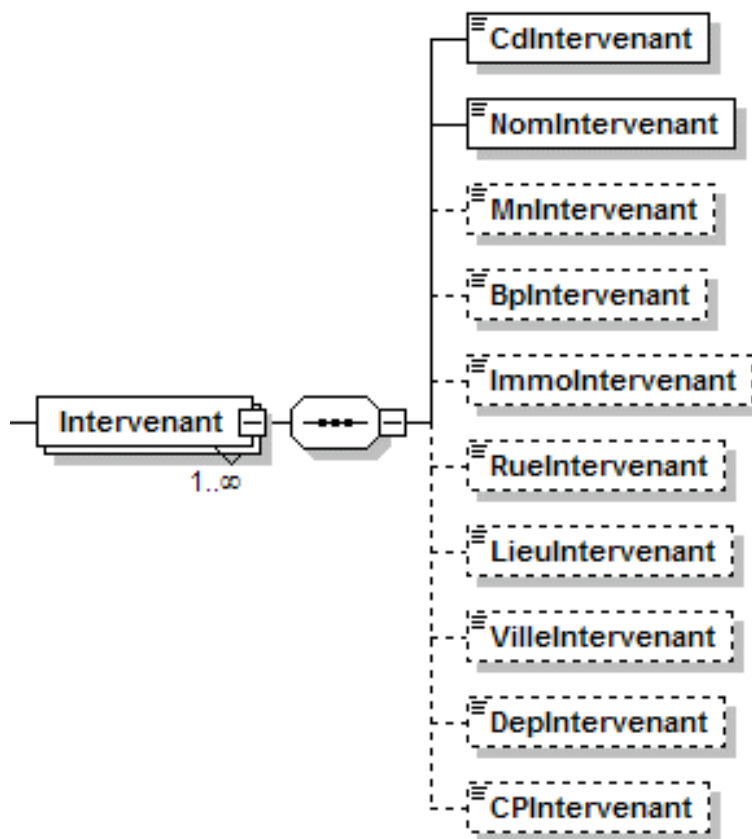 CdIntervenant
NomIntervenant
MnIntervenant
BpIntervenant
ImmoIntervenant
Intervenant
1..∞
RueIntervenant
LieuIntervenant
VilleIntervenant
DepIntervenant
CPIntervenant